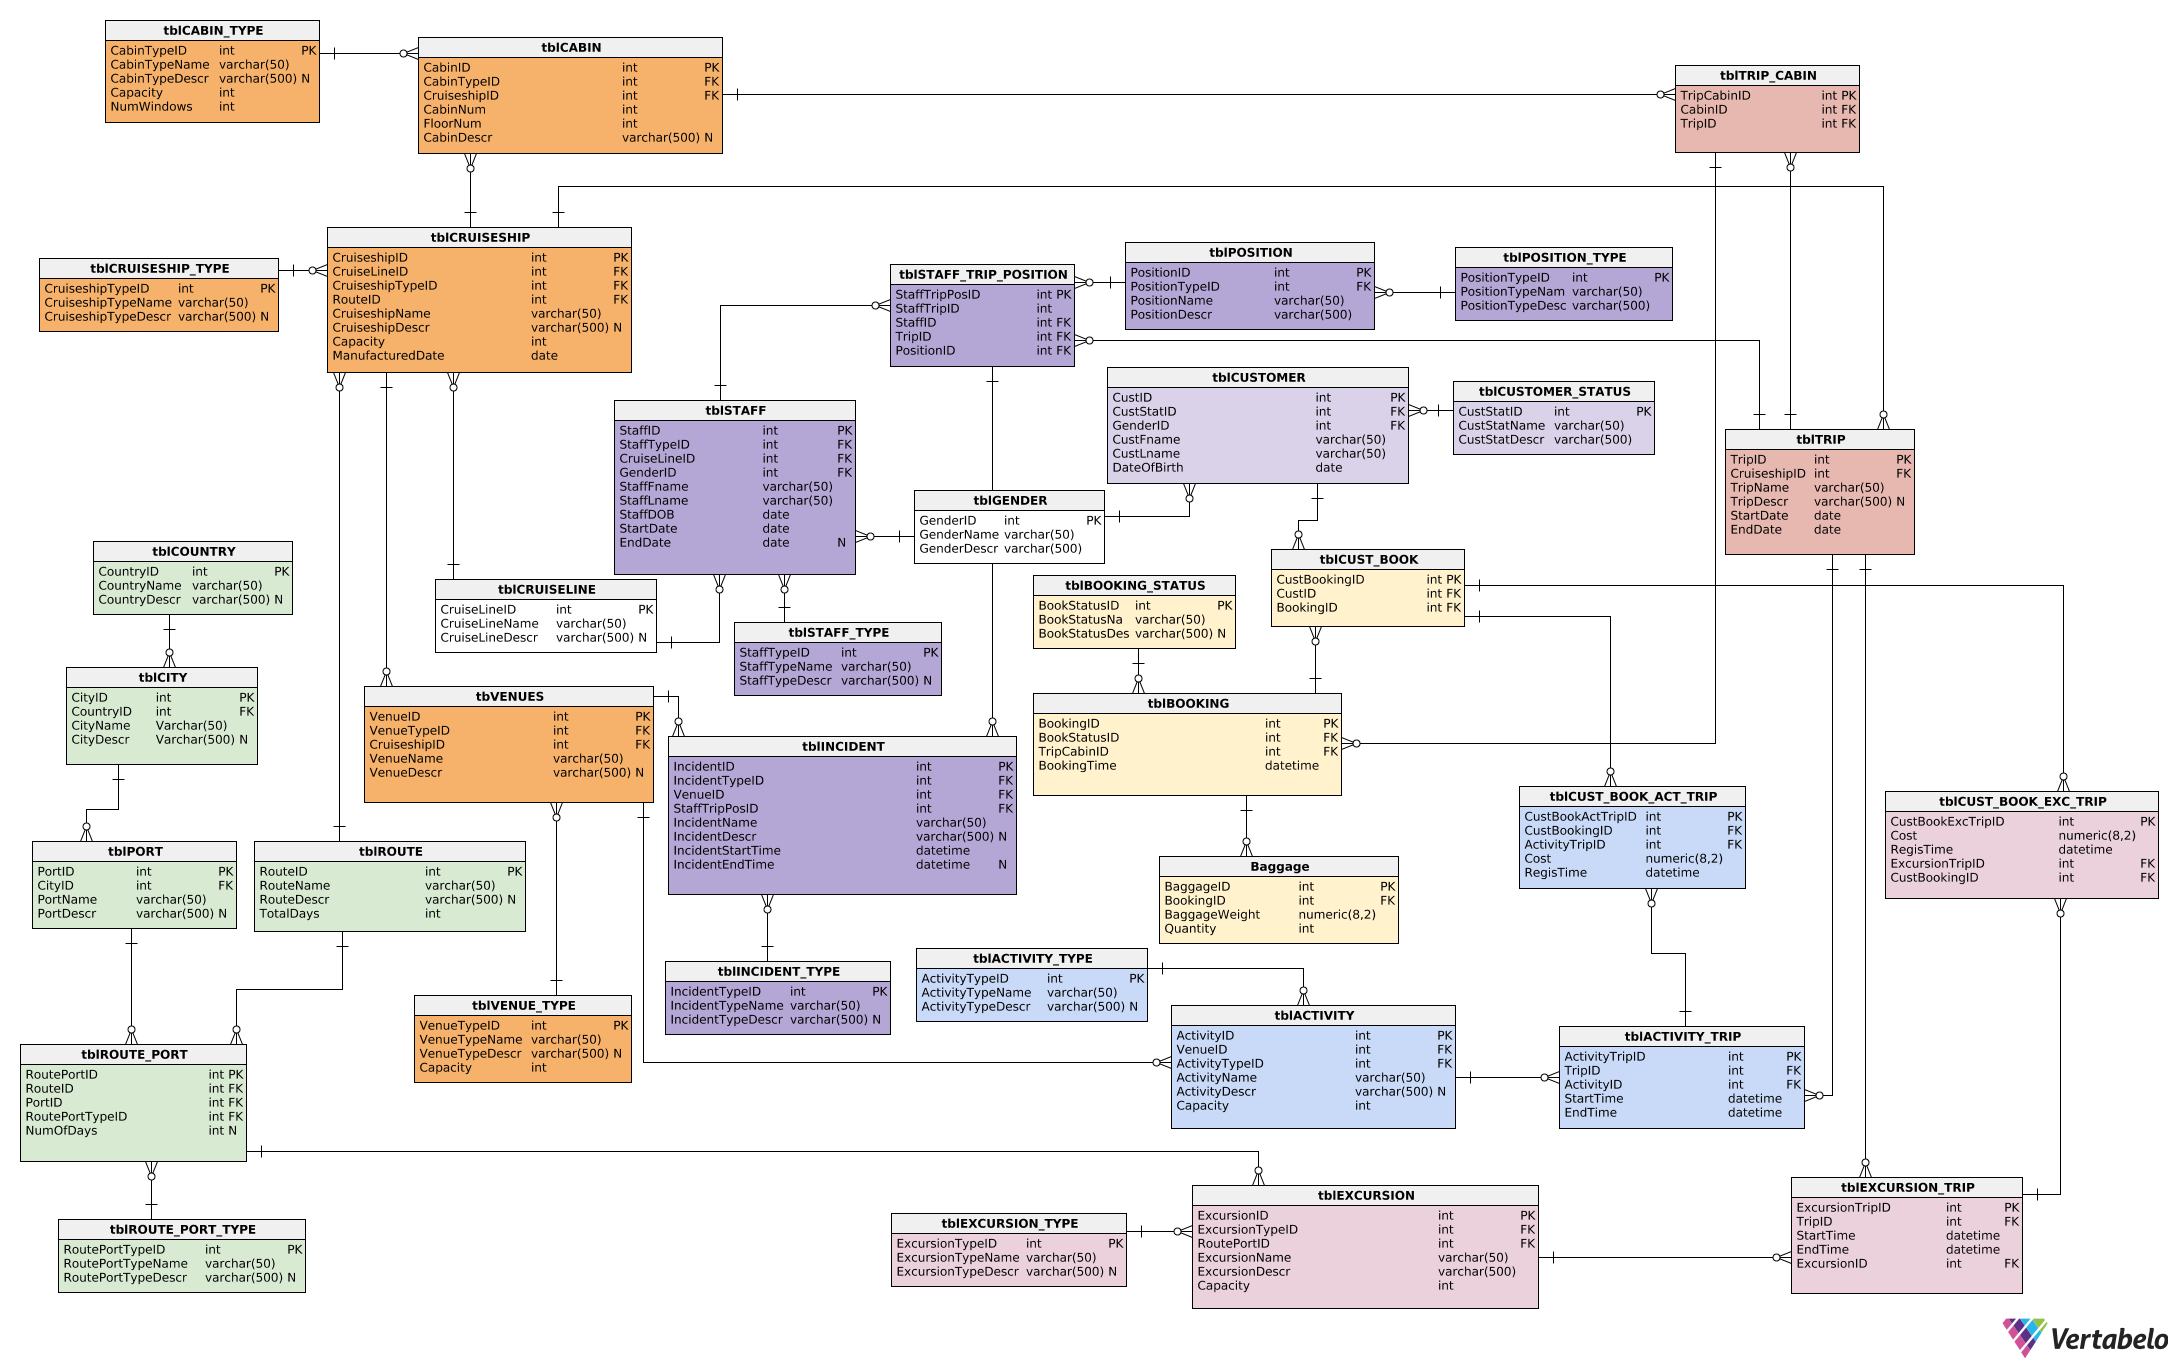 tblCABIN_TYPE
CabinTypeID int PK
CabinTypeName varchar(50)
CabinTypeDescr varchar(500) N
Capacity int
NumWindows int
tblCABIN
CabinID int PK
CabinTypeID int FK
CruiseshipID int FK
CabinNum int
FloorNum int
CabinDescr varchar(500) N
tblTRIP_CABIN
TripCabinID int PK
CabinID int FK
TripID int FK
tblCRUISESHIP_TYPE
CruiseshipTypeID int PK
CruiseshipTypeName varchar(50)
CruiseshipTypeDescr varchar(500) N
tblCRUISESHIP
CruiseshipID int PK
CruiseLineID int FK
CruiseshipTypeID int FK
RouteID int FK
CruiseshipName varchar(50)
CruiseshipDescr varchar(500) N
Capacity int
ManufacturedDate date
tblSTAFF_TRIP_POSITION
StaffTripPosID int PK
StaffTripID int
StaffID int FK
TripID int FK
PositionID int FK
tblPOSITION
PositionID int PK
PositionTypeID int FK
PositionName varchar(50)
PositionDescr varchar(500)
tblPOSITION_TYPE
PositionTypeID int PK
PositionTypeNam varchar(50)
PositionTypeDesc varchar(500)
tblSTAFF
StaffID int PK
StaffTypeID int FK
CruiseLineID int FK
GenderID int FK
StaffFname varchar(50)
StaffLname varchar(50)
StaffDOB date
StartDate date
EndDate date N
tblCUSTOMER
CustID int PK
CustStatID int FK
GenderID int FK
CustFname varchar(50)
CustLname varchar(50)
DateOfBirth date
tblCUSTOMER_STATUS
CustStatID int PK
CustStatName varchar(50)
CustStatDescr varchar(500)
tblTRIP
TripID int PK
CruiseshipID int FK
TripName varchar(50)
TripDescr varchar(500) N
StartDate date
EndDate date
tblGENDER
GenderID int PK
GenderName varchar(50)
GenderDescr varchar(500)
tblCOUNTRY
CountryID int PK
CountryName varchar(50)
CountryDescr varchar(500) N
tblCRUISELINE
CruiseLineID int PK
CruiseLineName varchar(50)
CruiseLineDescr varchar(500) N
tblSTAFF_TYPE
StaffTypeID int PK
StaffTypeName varchar(50)
StaffTypeDescr varchar(500) N
tblBOOKING_STATUS
BookStatusID int PK
BookStatusNa varchar(50)
BookStatusDes varchar(500) N
tblCUST_BOOK
CustBookingID int PK
CustID int FK
BookingID int FK
tblCITY
CityID int PK
CountryID int FK
CityName Varchar(50)
CityDescr Varchar(500) N
tblVENUES
VenueID int PK
VenueTypeID int FK
CruiseshipID int FK
VenueName varchar(50)
VenueDescr varchar(500) N
tblINCIDENT
IncidentID int PK
IncidentTypeID int FK
VenueID int FK
StaffTripPosID int FK
IncidentName varchar(50)
IncidentDescr varchar(500) N
IncidentStartTime datetime
IncidentEndTime datetime N
tblBOOKING
BookingID int PK
BookStatusID int FK
TripCabinID int FK
BookingTime datetime
tblCUST_BOOK_ACT_TRIP
CustBookActTripID int PK
CustBookingID int FK
ActivityTripID int FK
Cost numeric(8,2)
RegisTime datetime
tblCUST_BOOK_EXC_TRIP
CustBookExcTripID int PK
Cost numeric(8,2)
RegisTime datetime
ExcursionTripID int FK
CustBookingID int FK
tblPORT
PortID int PK
CityID int FK
PortName varchar(50)
PortDescr varchar(500) N
tblROUTE
RouteID int PK
RouteName varchar(50)
RouteDescr varchar(500) N
TotalDays int
Baggage
BaggageID int PK
BookingID int FK
BaggageWeight numeric(8,2)
Quantity int
tblINCIDENT_TYPE
IncidentTypeID int PK
IncidentTypeName varchar(50)
IncidentTypeDescr varchar(500) N
tblACTIVITY_TYPE
ActivityTypeID int PK
ActivityTypeName varchar(50)
ActivityTypeDescr varchar(500) N
tblVENUE_TYPE
VenueTypeID int PK
VenueTypeName varchar(50)
VenueTypeDescr varchar(500) N
Capacity int
tblACTIVITY
ActivityID int PK
VenueID int FK
ActivityTypeID int FK
ActivityName varchar(50)
ActivityDescr varchar(500) N
Capacity int
tblACTIVITY_TRIP
ActivityTripID int PK
TripID int FK
ActivityID int FK
StartTime datetime
EndTime datetime
tblROUTE_PORT
RoutePortID int PK
RouteID int FK
PortID int FK
RoutePortTypeID int FK
NumOfDays int N
tblROUTE_PORT_TYPE
RoutePortTypeID int PK
RoutePortTypeName varchar(50)
RoutePortTypeDescr varchar(500) N
tblEXCURSION_TYPE
ExcursionTypeID int PK
ExcursionTypeName varchar(50)
ExcursionTypeDescr varchar(500) N
tblEXCURSION
ExcursionID int PK
ExcursionTypeID int FK
RoutePortID int FK
ExcursionName varchar(50)
ExcursionDescr varchar(500)
Capacity int
tblEXCURSION_TRIP
ExcursionTripID int PK
TripID int FK
StartTime datetime
EndTime datetime
ExcursionID int FK
Vertabelo